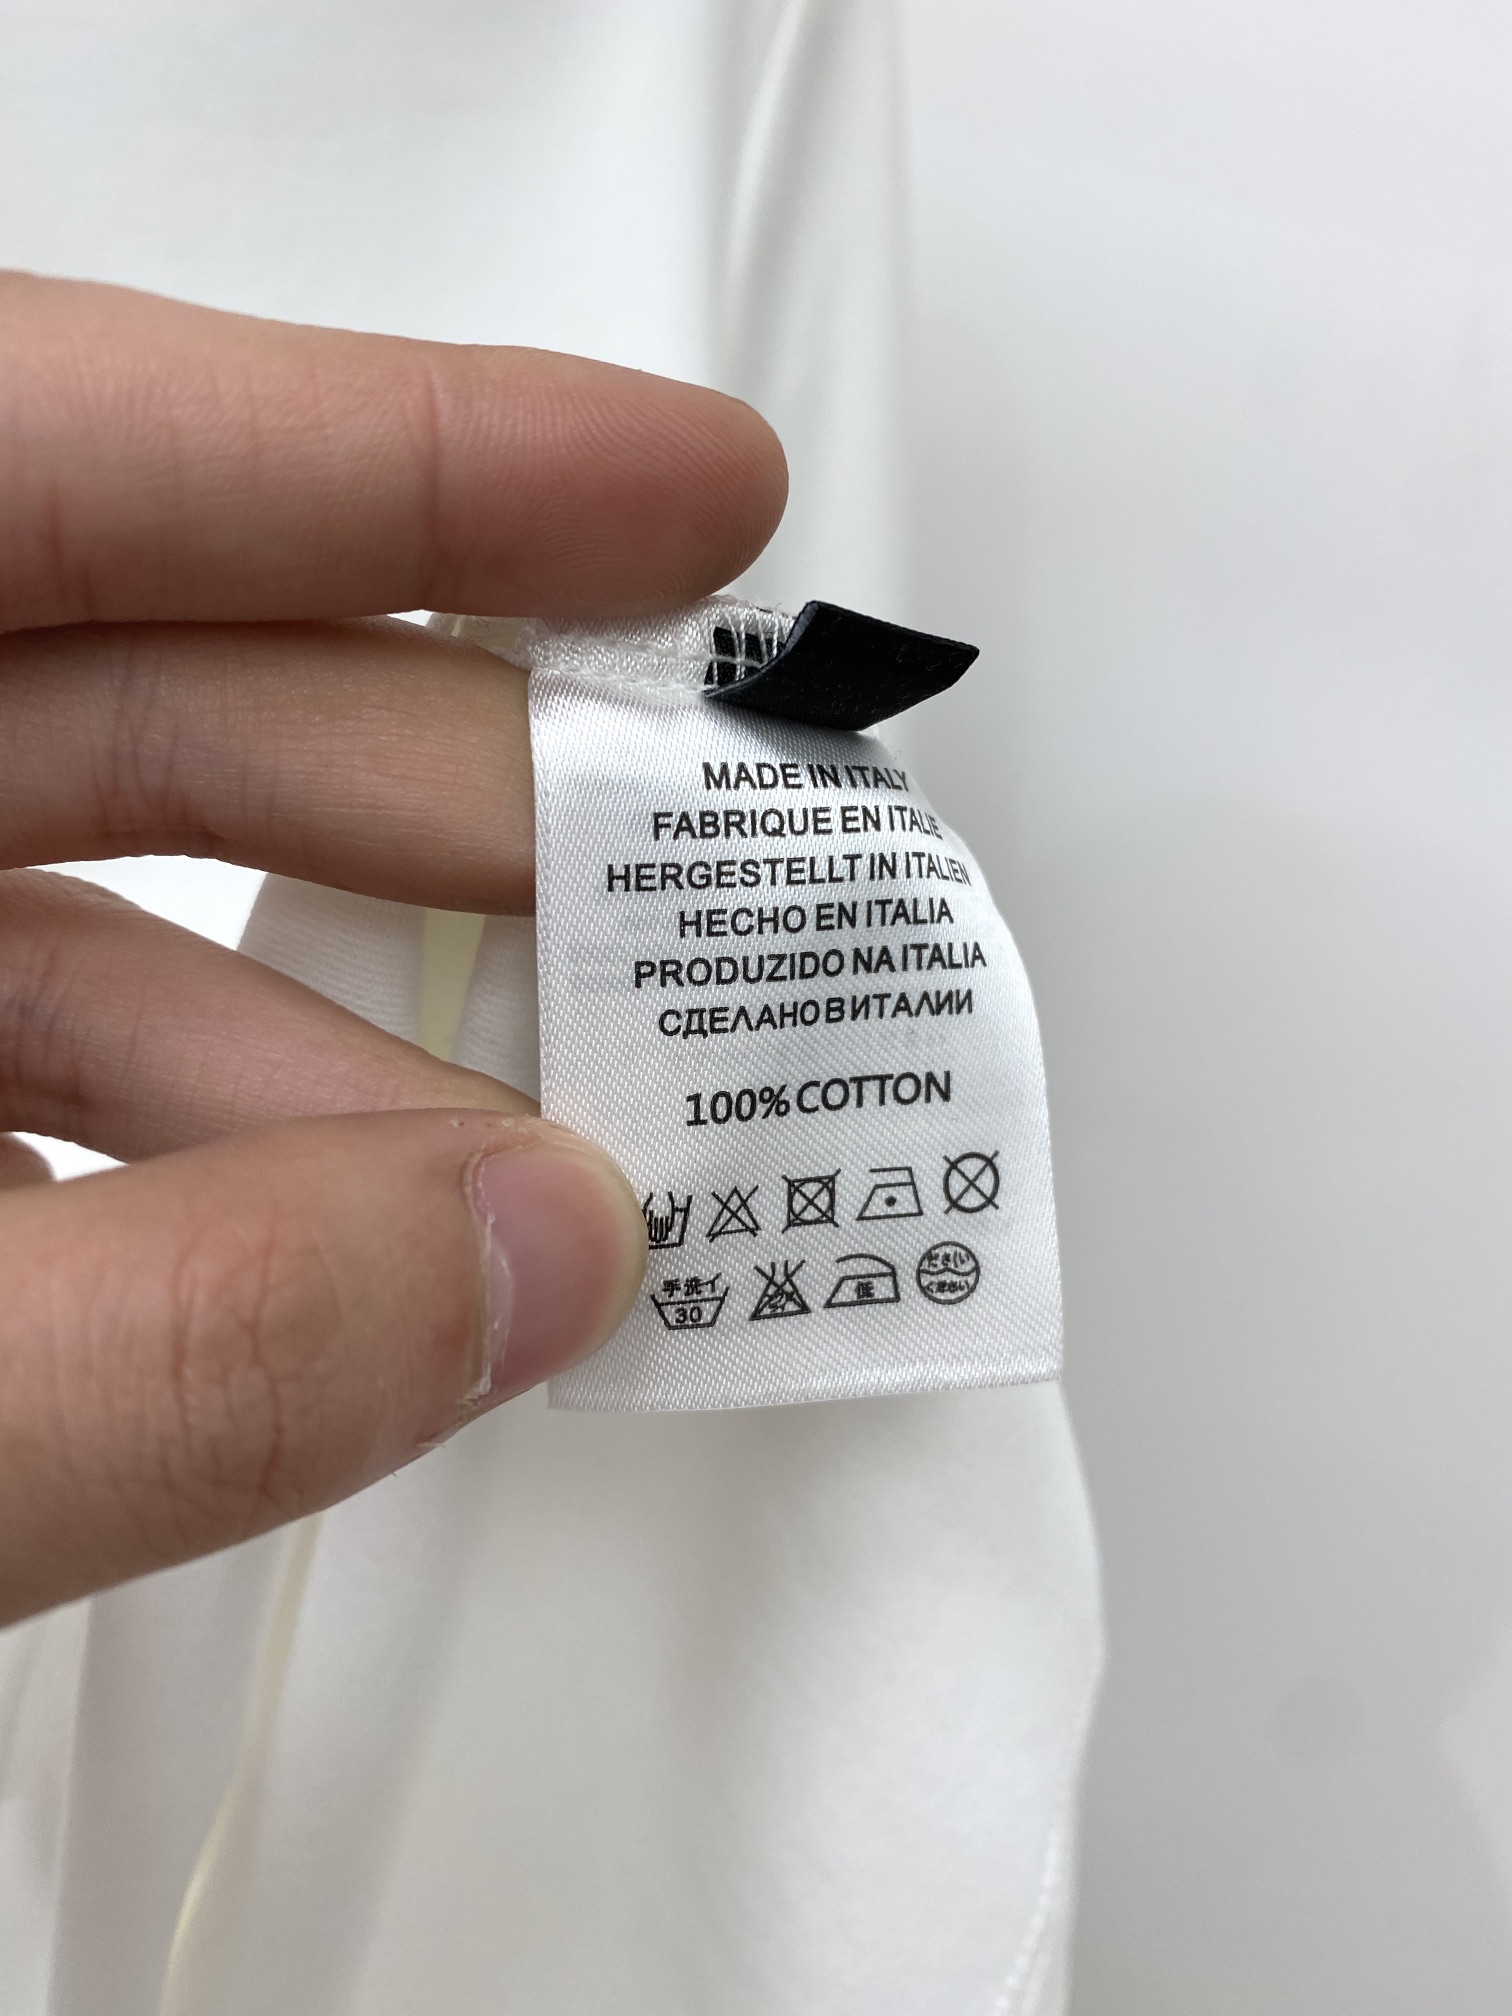 MADE IN ITALY
FABRIQUE EN ITALIE
HERGESTELLT IN ITALIEN
HECHO EN ITALIA
PRODUZIDO NA ITALIA
СДЕЛАНО В ИТАЛИИ
100% COTTON
手洗イ
30
低